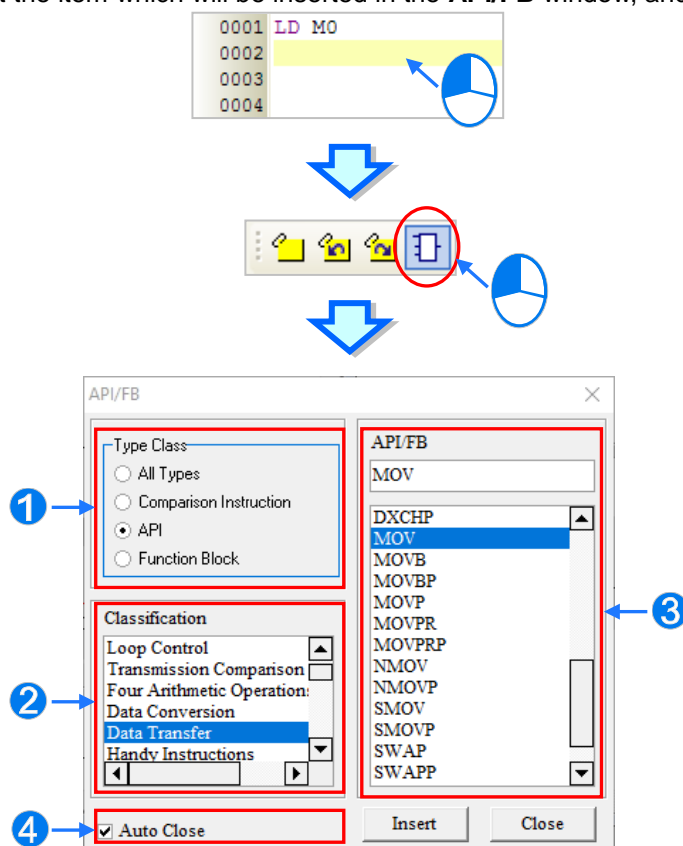 the item which will be inserted in the API/FB window, and
0001 LD M0
0002
0003
0004
API/FB
Type Class
All Types
Comparison Instruction
API
Function Block
1
Classification
Loop Control
Transmission Comparison
Four Arithmetic Operation
Data Conversion
Data Transfer
Handy Instructions
2
Auto Close
4
API/FB
MOV
DXCHP
MOV
MOVB
MOVBP
MOVP
MOVPR
MOVPRP
NMOV
NMOVP
SMOV
SMOVP
SWAP
SWAPP
3
Insert
Close